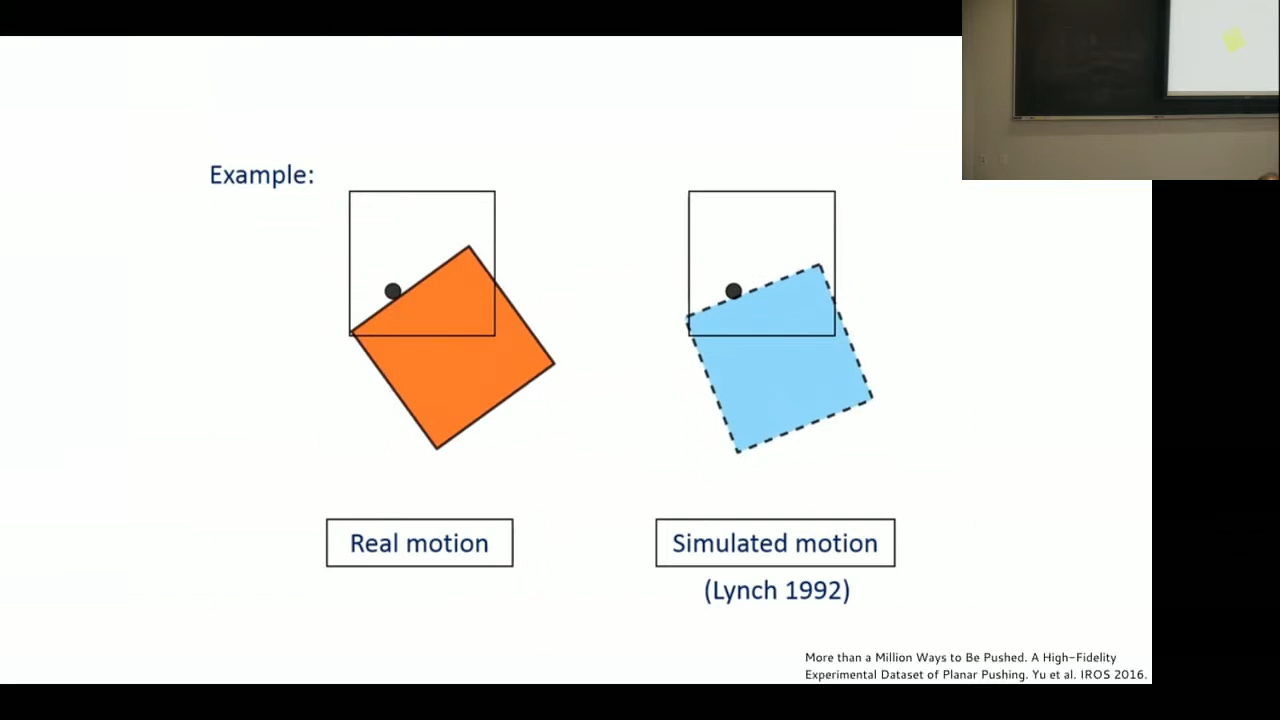 Example:
Real motion
Simulated motion
(Lynch 1992)
More than a Million Ways to Be Pushed. A High-Fidelity
Experimental Dataset of Planar Pushing. Yu et al. IROS 2016.